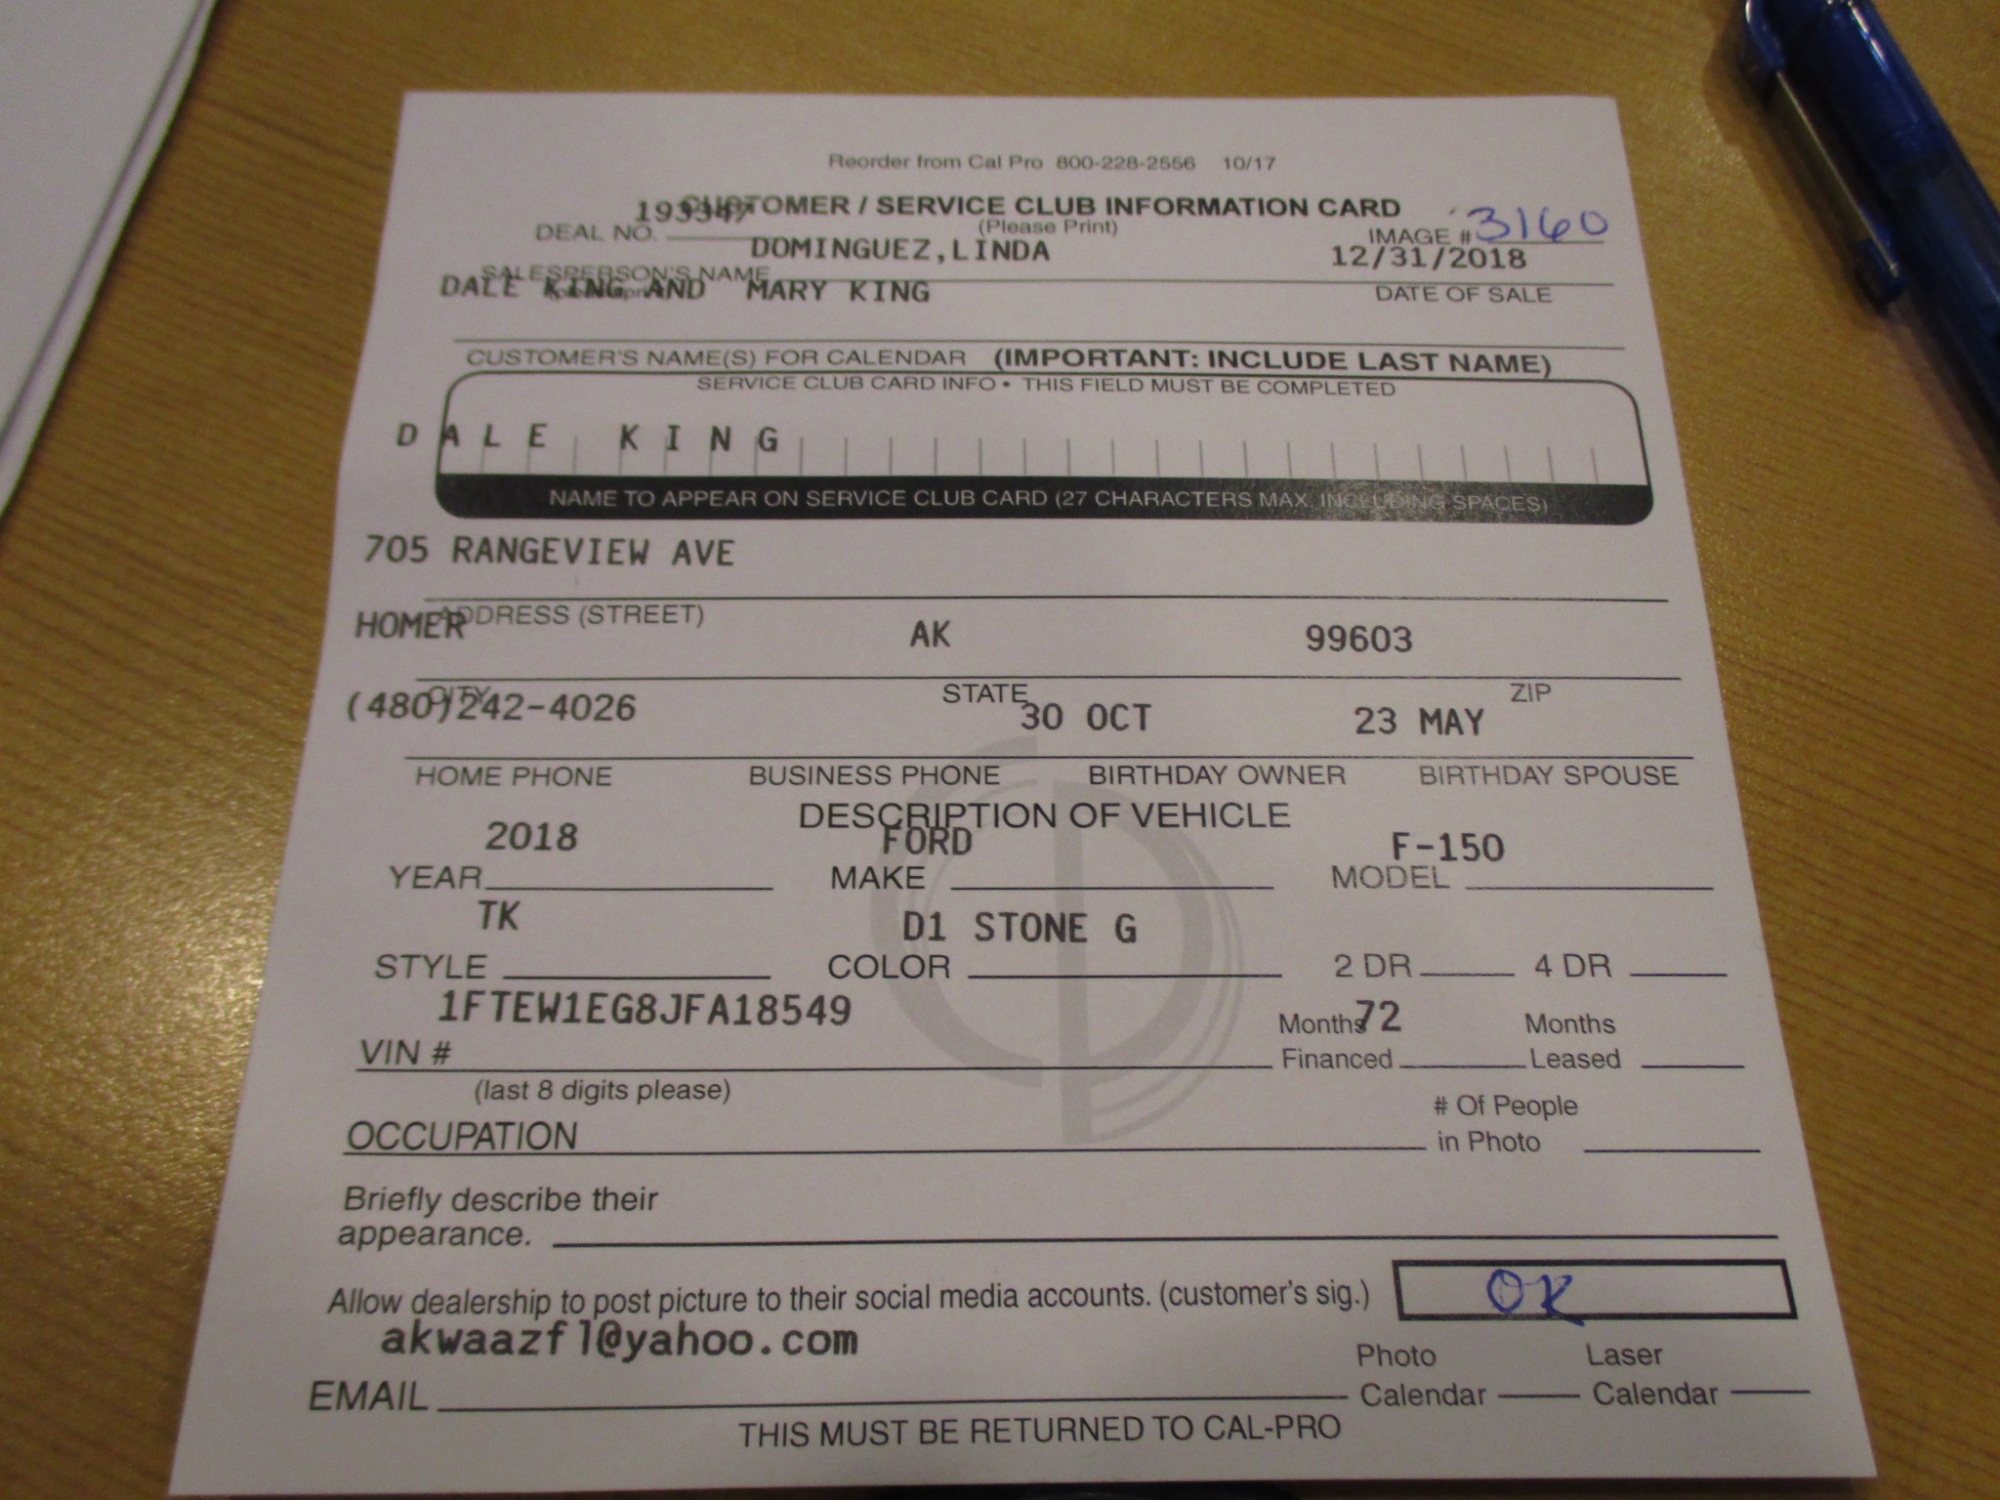 Reorder from Cal Pro 800-228-2556 10/17
193347 CUSTOMER / SERVICE CLUB INFORMATION CARD
(Please Print)
DEAL NO. IMAGE # 3160
DOMINGUEZ,LINDA 12/31/2018
SALESPERSON'S NAME DATE OF SALE
DALE KING AND MARY KING
CUSTOMER'S NAME(S) FOR CALENDAR (IMPORTANT: INCLUDE LAST NAME)
SERVICE CLUB CARD INFO • THIS FIELD MUST BE COMPLETED
DALE KING
NAME TO APPEAR ON SERVICE CLUB CARD (27 CHARACTERS MAX. INCLUDING SPACES)
705 RANGEVIEW AVE
ADDRESS (STREET)
HOMER AK 99603
CITY STATE ZIP
(480)242-4026 30 OCT 23 MAY
HOME PHONE BUSINESS PHONE BIRTHDAY OWNER BIRTHDAY SPOUSE
DESCRIPTION OF VEHICLE
2018 FORD F-150
YEAR MAKE MODEL
TK D1 STONE G
STYLE COLOR 2 DR 4 DR
1FTEW1EG8JFA18549 Months 72 Months
VIN # Financed Leased
(last 8 digits please)
# Of People
OCCUPATION in Photo
Briefly describe their
appearance.
Allow dealership to post picture to their social media accounts. (customer's sig.) OK
akwaazfl@yahoo.com
Photo Laser
EMAIL Calendar Calendar
THIS MUST BE RETURNED TO CAL-PRO